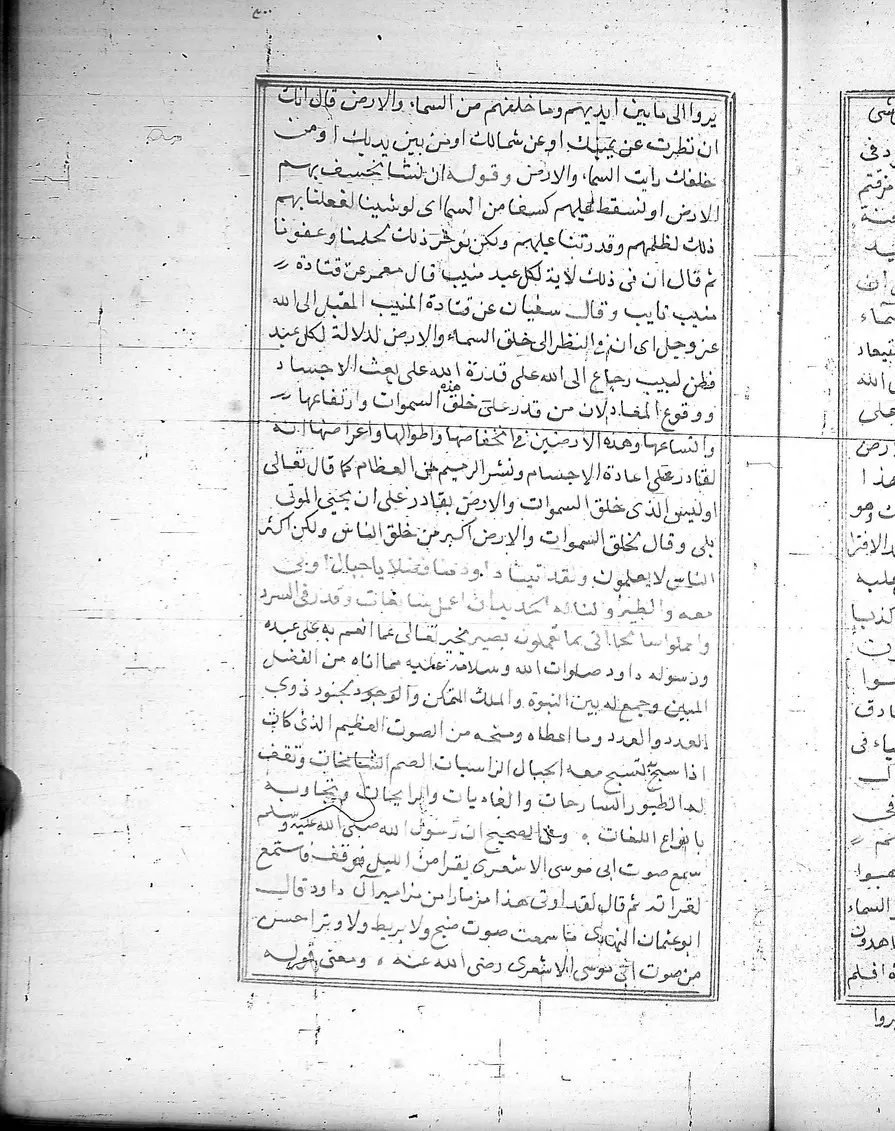 يروا الى ما بين ايديهم وما خلفهم من السماء والارض قال انك
ان نظرت عن يمينك او عن شمالك او من بين يديك او من
خلفك رايت السماء والارض وقوله ان نشا نخسف بهم
الارض او نسقط عليهم كسفا من السما اى لو شينا لفعلنا بهم
ذلك لظلمهم وقدرتنا عليهم ولكن نوخر ذلك لحلمنا وعفونا
ثم قال ان فى ذلك لاية لكل عبد منيب قال معمر عن قتادة
منيب تايب وقال سفيان عن قتادة المنيب المقبل الى الله
عز وجل اى ان فى النظر الى خلق السماء والارض لدلالة لكل عبد
فطن لبيب رجاع الى الله على قدرة الله على بعث الاجساد
ووقوع المعاد لان من قدر على خلق هذه السموات وارتفاعها
واتساعها وهذه الارضين فى انخفاضها واطوالها واعراضها انه
لقادر على اعادة الاجسام ونشر الرميم من العظام كما قال تعالى
اوليس الذى خلق السموات والارض بقادر على ان يحيى الموتى
بلى وقال لخلق السموات والارض اكبر من خلق الناس ولكن اكثر
الناس لا يعلمون ولقد اتينا داود منا فضلا يا جبال اوبى
معه والطير والنا له الحديد ان اعمل سابغات وقدر فى السرد
واعملوا صالحا انى بما تعملون بصير يخبر تعالى عما انعم به على عبده
ورسوله داود صلوات الله وسلامه عليه مما اتاه من الفضل
المبين وجمع له بين النبوة والملك المتمكن والوجود لجنود ذوى
العدد والعدد وما اعطاه ومنحه من الصوت العظيم الذى كان
اذا سبح تسبح معه الجبال الراسيات الصم الشامخات وتقف
له الطيور السارحات والغاديات والرايحات وتجاوبه
بانواع اللغات وفى الصحيح ان رسول الله صلى الله عليه وسلم
سمع صوت ابى موسى الاشعرى يقرا من الليل فوقف فاستمع
لقراته ثم قال لقد اوتى هذا مزمارا من مزامير آل داود قال
ابو عثمان النهدى ما سمعت صوت صنج ولا بربط ولا وتر احسن
من صوت ابى موسى الاشعرى رضى الله عنه ومعنى قوله